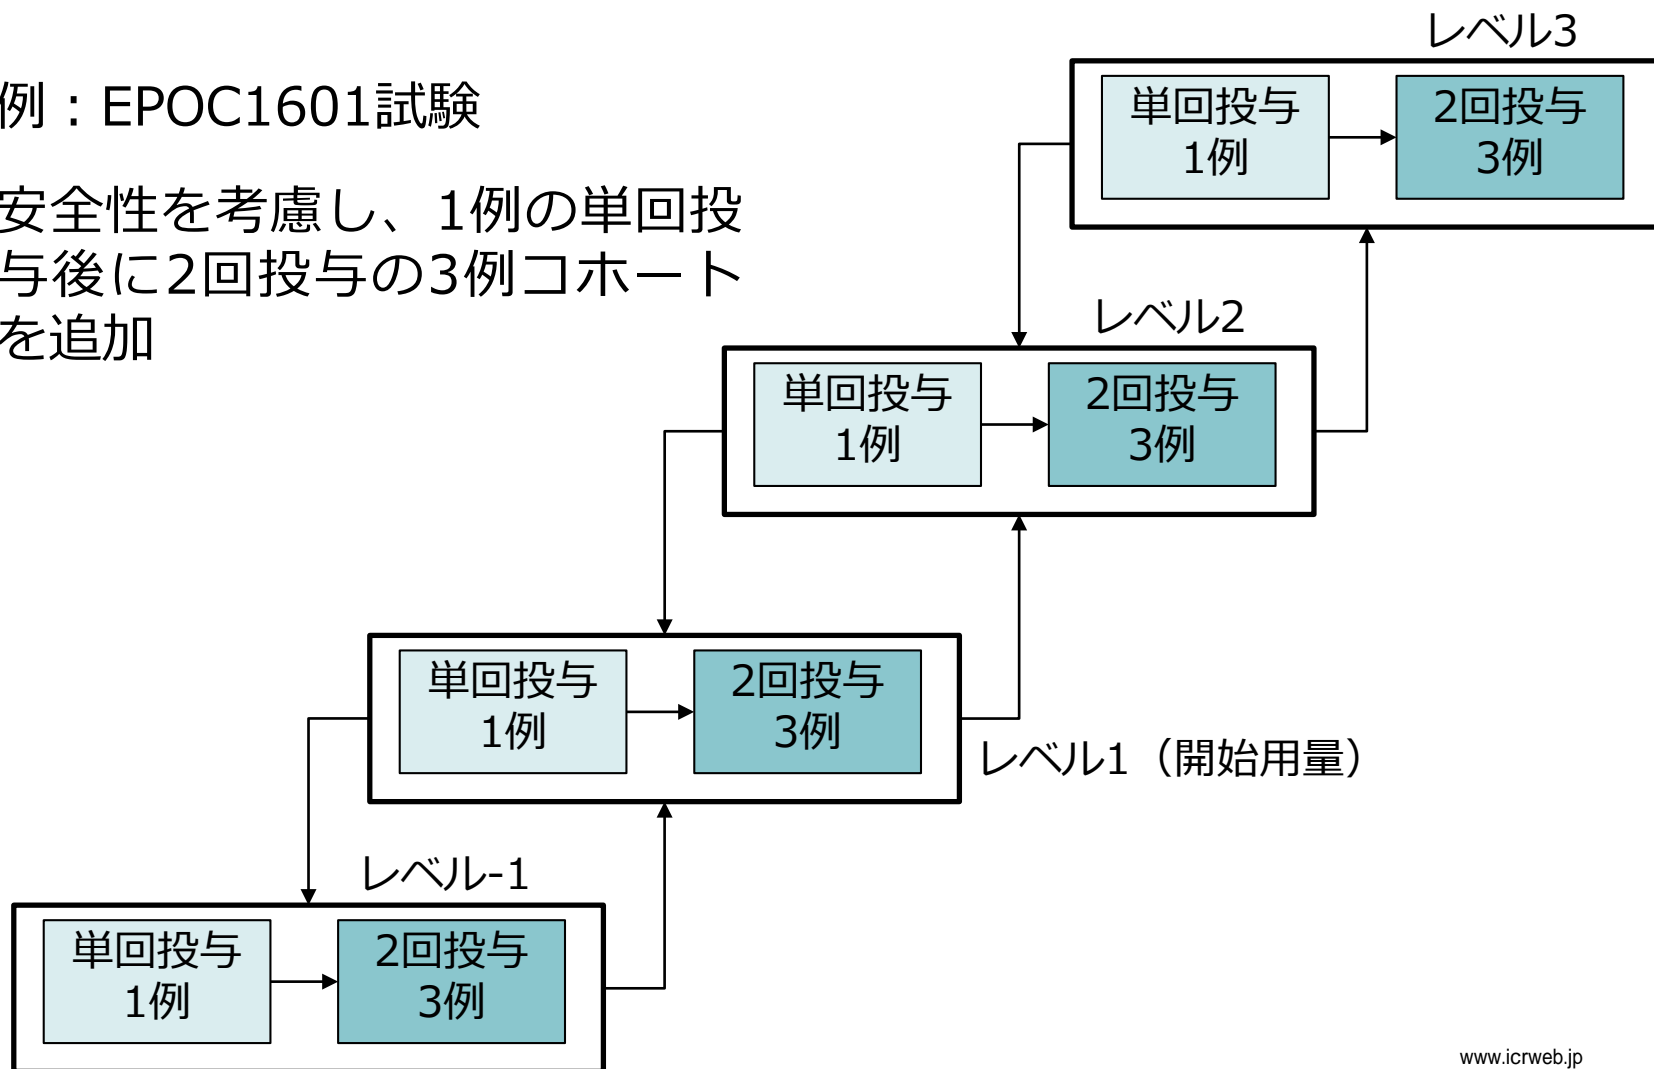 レベル3
例：EPOC1601試験
安全性を考慮し、1例の単回投
与後に2回投与の3例コホート
を追加
単回投与
1例
2回投与
3例
レベル2
単回投与
1例
2回投与
3例
単回投与
1例
2回投与
3例
レベル1（開始用量）
レベル-1
単回投与
1例
2回投与
3例
www.icrweb.jp